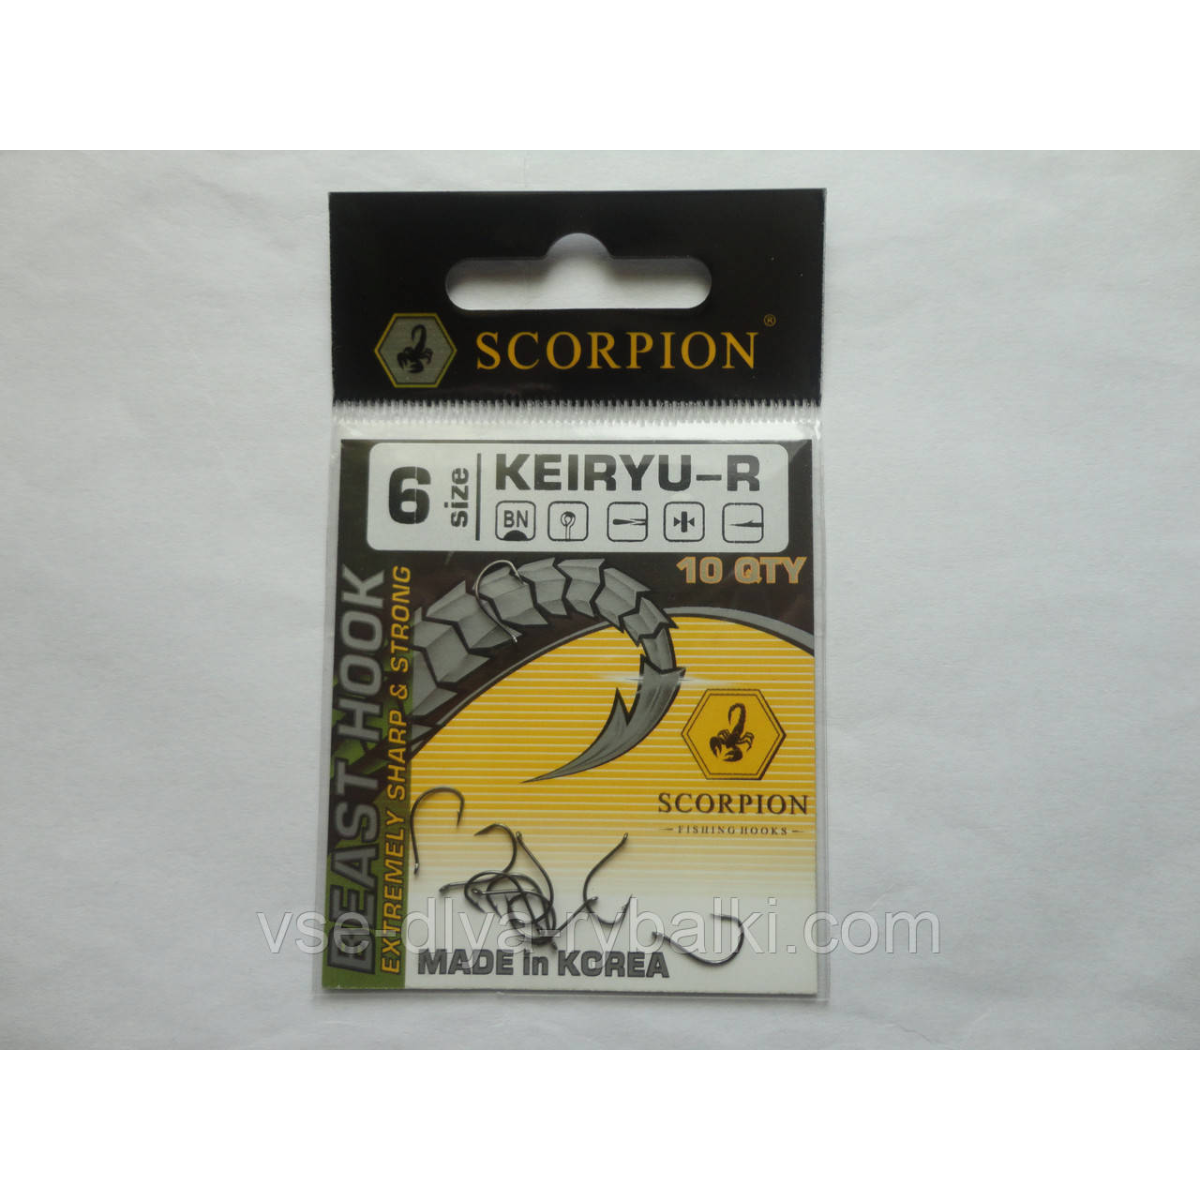 SCORPION®
6 size
KEIRYU-R
BN
10 QTY
BEAST HOOK
EXTREMELY SHARP & STRONG
SCORPION
- FISHING HOOKS -
vse-dlya-rybalki.com
MADE in KOREA